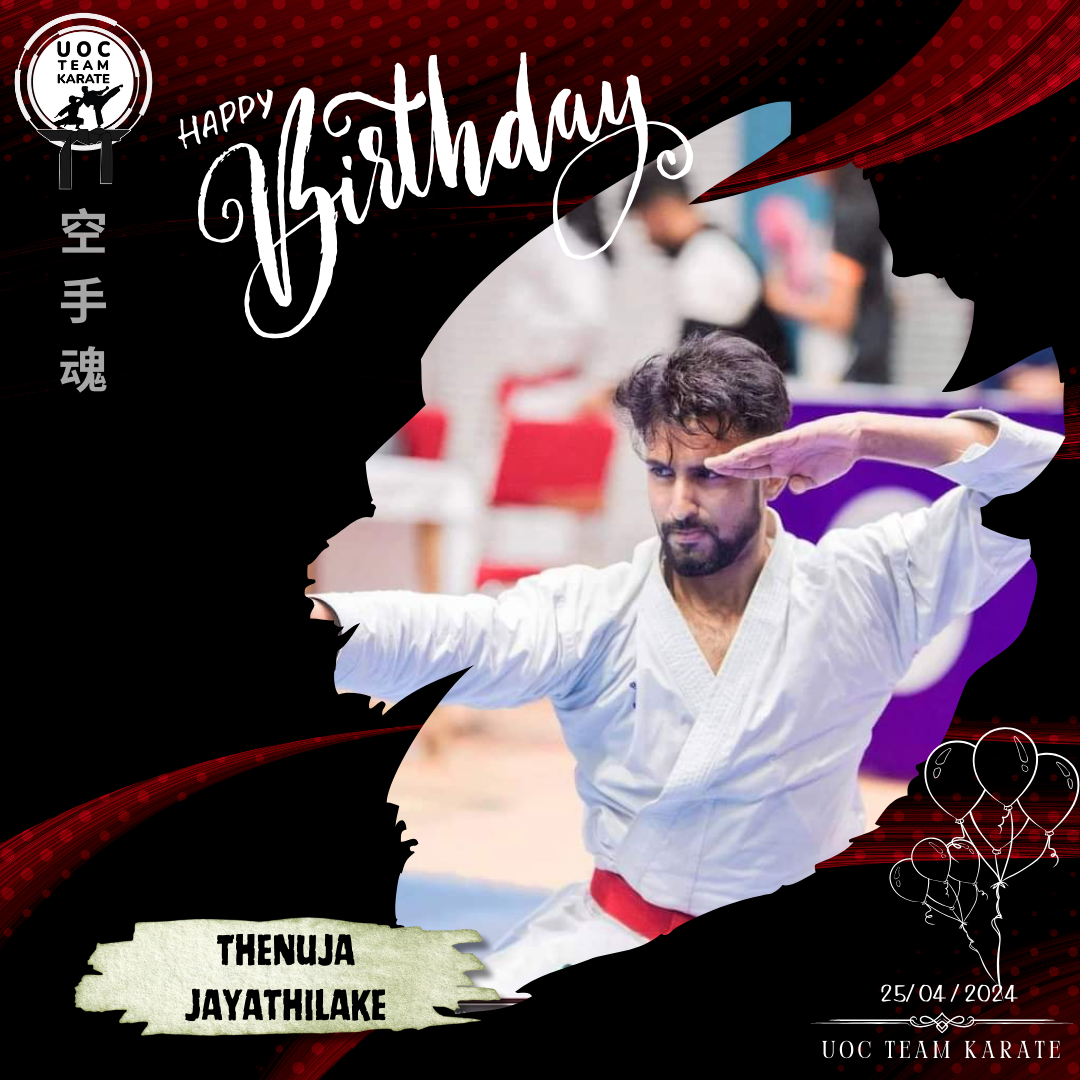 UOC
TEAM
KARATE
HAPPY
Birthday
空
手
魂
THENUJA
JAYATHILAKE
25/04/2024
UOC TEAM KARATE